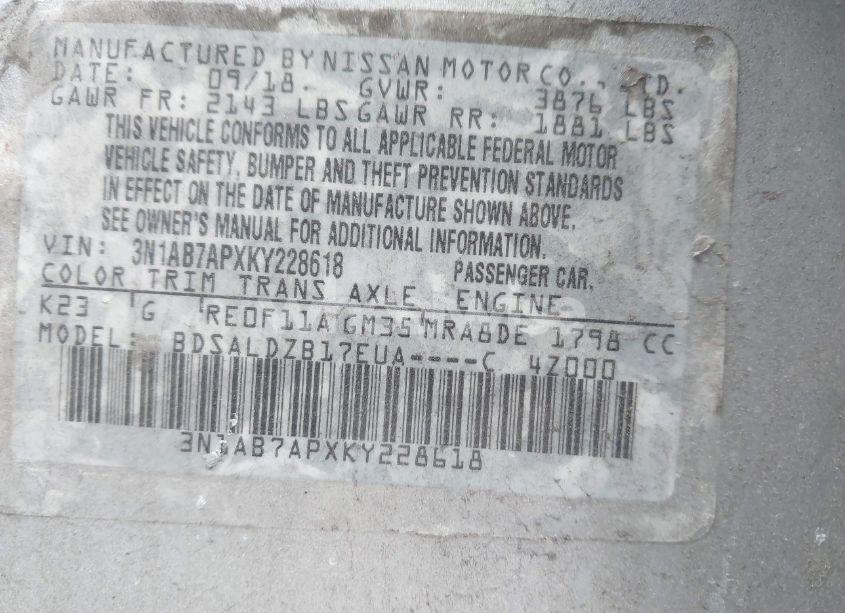 MANUFACTURED BY NISSAN MOTOR CO., LTD.
DATE: 09/18. GVWR: 3876 LBS
GAWR FR: 2143 LBS GAWR RR: 1881 LBS
THIS VEHICLE CONFORMS TO ALL APPLICABLE FEDERAL MOTOR
VEHICLE SAFETY, BUMPER AND THEFT PREVENTION STANDARDS
IN EFFECT ON THE DATE OF MANUFACTURE SHOWN ABOVE.
SEE OWNER'S MANUAL FOR ADDITIONAL INFORMATION.
VIN: 3N1AB7APXKY228618 PASSENGER CAR.
COLOR TRIM TRANS AXLE ENGINE
K23 G RE0F11A GM35 MRA8DE 1798 CC
MODEL: BDSALDZB17EUA----C 4Z000
3N1AB7APXKY228618